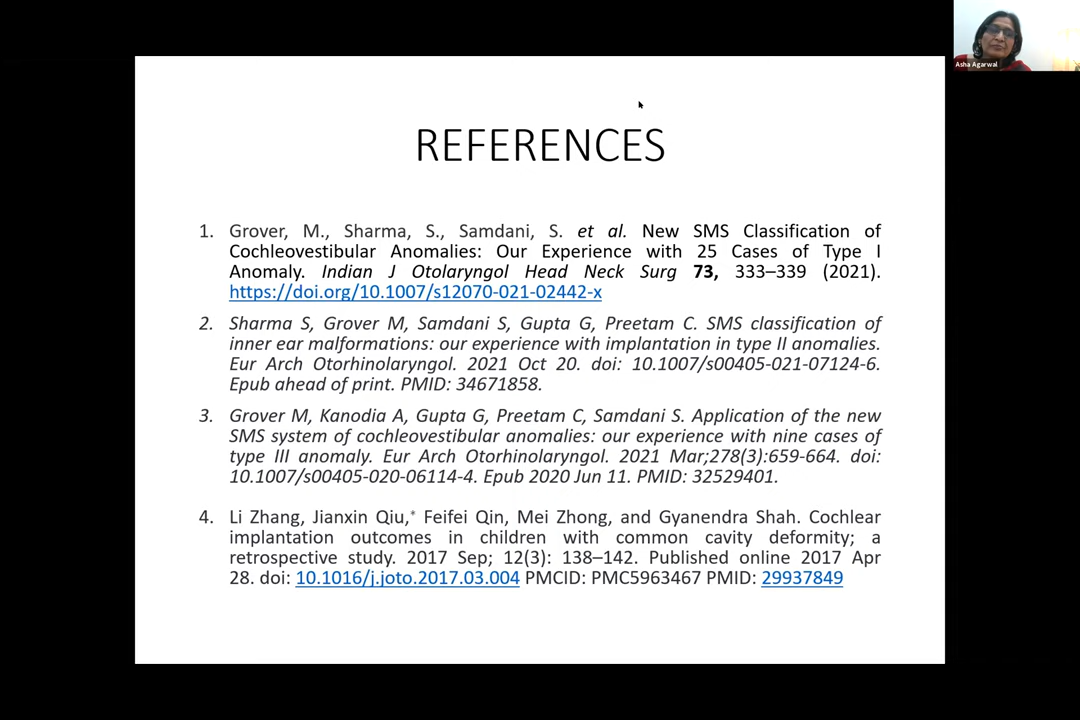 Asha Agarwal
REFERENCES
1. Grover, M., Sharma, S., Samdani, S. et al. New SMS Classification of
Cochleovestibular Anomalies: Our Experience with 25 Cases of Type I
Anomaly. Indian J Otolaryngol Head Neck Surg 73, 333–339 (2021).
https://doi.org/10.1007/s12070-021-02442-x
2. Sharma S, Grover M, Samdani S, Gupta G, Preetam C. SMS classification of
inner ear malformations: our experience with implantation in type II anomalies.
Eur Arch Otorhinolaryngol. 2021 Oct 20. doi: 10.1007/s00405-021-07124-6.
Epub ahead of print. PMID: 34671858.
3. Grover M, Kanodia A, Gupta G, Preetam C, Samdani S. Application of the new
SMS system of cochleovestibular anomalies: our experience with nine cases of
type III anomaly. Eur Arch Otorhinolaryngol. 2021 Mar;278(3):659-664. doi:
10.1007/s00405-020-06114-4. Epub 2020 Jun 11. PMID: 32529401.
4. Li Zhang, Jianxin Qiu,* Feifei Qin, Mei Zhong, and Gyanendra Shah. Cochlear
implantation outcomes in children with common cavity deformity; a
retrospective study. 2017 Sep; 12(3): 138–142. Published online 2017 Apr
28. doi: 10.1016/j.joto.2017.03.004 PMCID: PMC5963467 PMID: 29937849